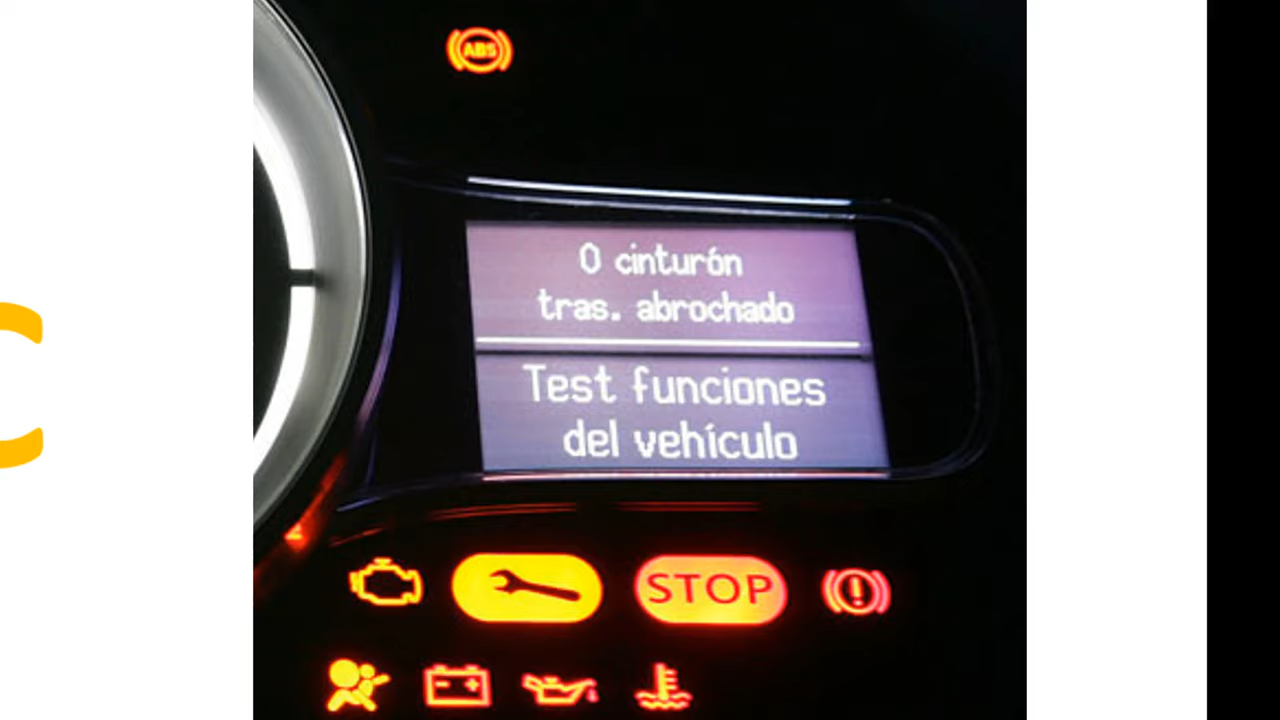 ABS
0 cinturón
tras. abrochado
Test funciones
del vehículo
STOP